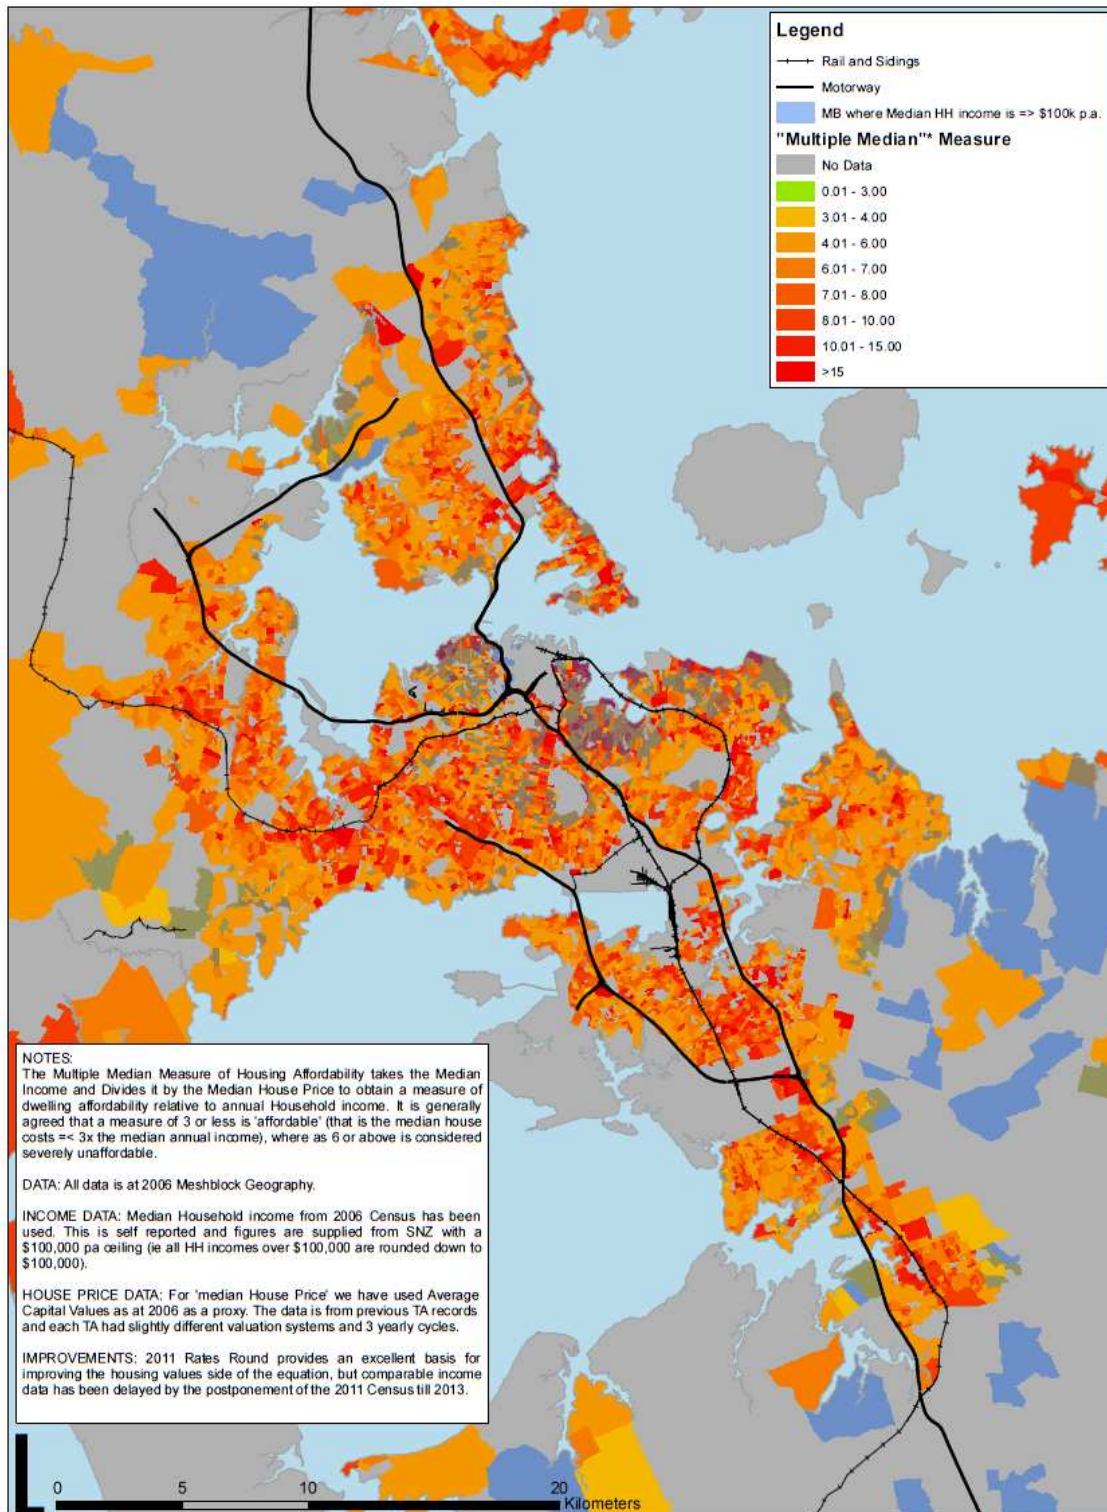 Legend
Rail and Sidings
Motorway
MB where Median HH income is => $100k p.a.
"Multiple Median"* Measure
No Data
0.01 - 3.00
3.01 - 4.00
4.01 - 6.00
6.01 - 7.00
7.01 - 8.00
8.01 - 10.00
10.01 - 15.00
>15
NOTES:
The Multiple Median Measure of Housing Affordability takes the Median
Income and Divides it by the Median House Price to obtain a measure of
dwelling affordability relative to annual Household income. It is generally
agreed that a measure of 3 or less is 'affordable' (that is the median house
costs =< 3x the median annual income), where as 6 or above is considered
severely unaffordable.
DATA: All data is at 2006 Meshblock Geography.
INCOME DATA: Median Household income from 2006 Census has been
used. This is self reported and figures are supplied from SNZ with a
$100,000 pa ceiling (ie all HH incomes over $100,000 are rounded down to
$100,000).
HOUSE PRICE DATA: For 'median House Price' we have used Average
Capital Values as at 2006 as a proxy. The data is from previous TA records
and each TA had slightly different valuation systems and 3 yearly cycles.
IMPROVEMENTS: 2011 Rates Round provides an excellent basis for
improving the housing values side of the equation, but comparable income
data has been delayed by the postponement of the 2011 Census till 2013.
0 5 10 20
Kilometers